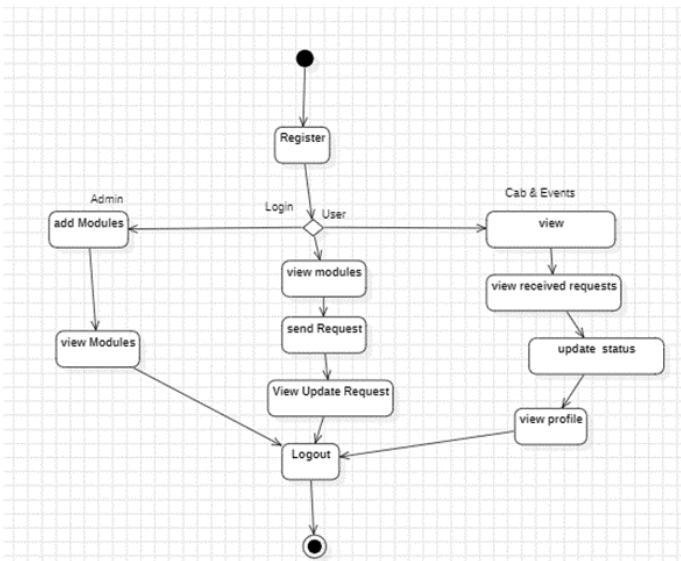 Register
Admin
Cab & Events
Login
User
add Modules
view
view modules
view received requests
send Request
view Modules
update status
View Update Request
view profile
Logout